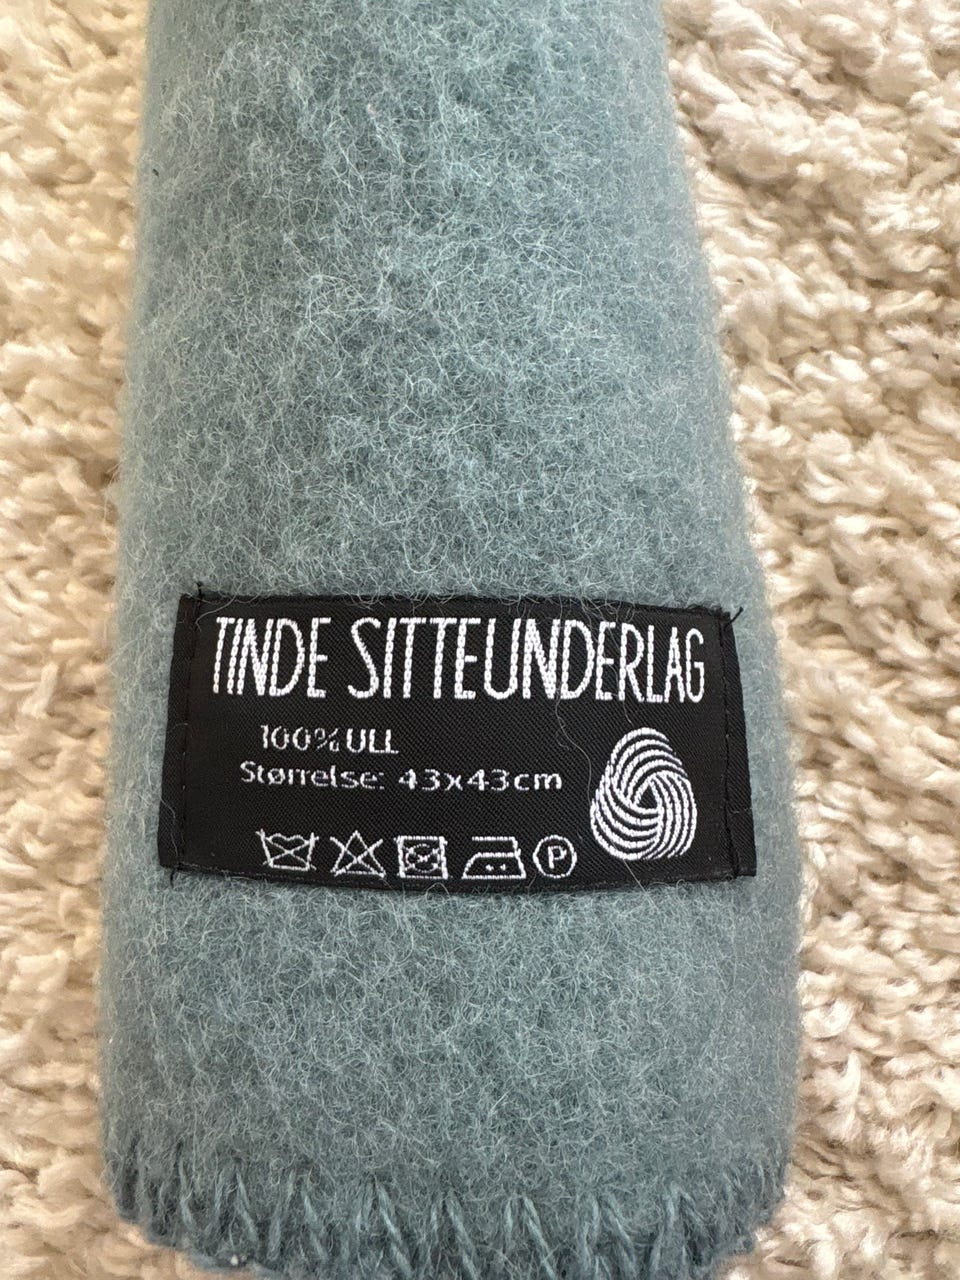 TINDE SITTEUNDERLAG
100% ULL
Størrelse: 43x43cm
P